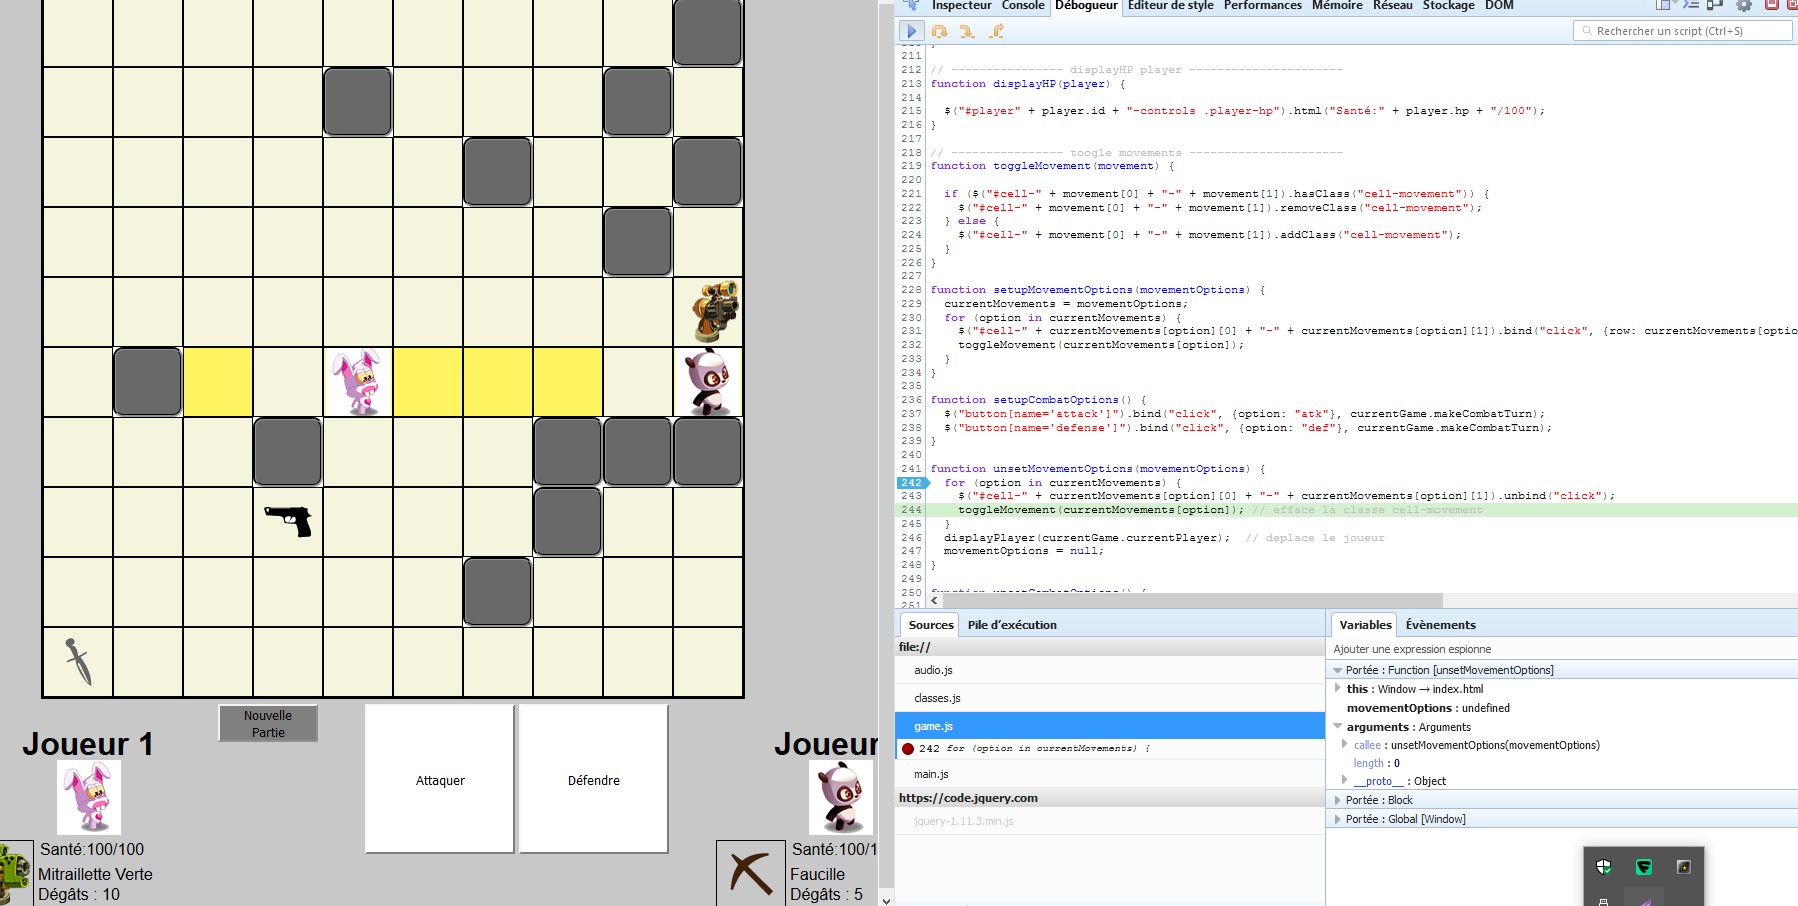 Inspecteur Console Débogueur Éditeur de style Performances Mémoire Réseau Stockage DOM
Rechercher un script (Ctrl+S)
211
212 // ---------------- displayHP player ----------------------
213 function displayHP(player) {
214
215 $("#player" + player.id + "-controls .player-hp").html("Santé:" + player.hp + "/100");
216 }
217
218 // ---------------- toogle movements ----------------------
219 function toggleMovement(movement) {
220
221 if ($("#cell-" + movement[0] + "-" + movement[1]).hasClass("cell-movement")) {
222 $("#cell-" + movement[0] + "-" + movement[1]).removeClass("cell-movement");
223 } else {
224 $("#cell-" + movement[0] + "-" + movement[1]).addClass("cell-movement");
225 }
226 }
227
228 function setupMovementOptions(movementOptions) {
229 currentMovements = movementOptions;
230 for (option in currentMovements) {
231 $("#cell-" + currentMovements[option][0] + "-" + currentMovements[option][1]).bind("click", {row: currentMovements[optio
232 toggleMovement(currentMovements[option]);
233 }
234 }
235
236 function setupCombatOptions() {
237 $("button[name='attack']").bind("click", {option: "atk"}, currentGame.makeCombatTurn);
238 $("button[name='defense']").bind("click", {option: "def"}, currentGame.makeCombatTurn);
239 }
240
241 function unsetMovementOptions(movementOptions) {
242 for (option in currentMovements) {
243 $("#cell-" + currentMovements[option][0] + "-" + currentMovements[option][1]).unbind("click");
244 toggleMovement(currentMovements[option]); // efface la classe cell-movement
245 }
246 displayPlayer(currentGame.currentPlayer); // deplace le joueur
247 movementOptions = null;
248 }
249
250 function unsetCombatOptions() {
251
Sources Pile d'exécution
file://
audio.js
classes.js
game.js
242 for (option in currentMovements) {
main.js
https://code.jquery.com
jquery-1.11.3.min.js
Variables Évènements
Ajouter une expression espionne
Portée : Function [unsetMovementOptions]
this : Window → index.html
movementOptions : undefined
arguments : Arguments
callee : unsetMovementOptions(movementOptions)
length : 0
__proto__ : Object
Portée : Block
Portée : Global [Window]
Nouvelle
Partie
Joueur 1
Attaquer
Défendre
Joueur
Santé:100/100
Mitraillette Verte
Dégâts : 10
Santé:100/1
Faucille
Dégâts : 5